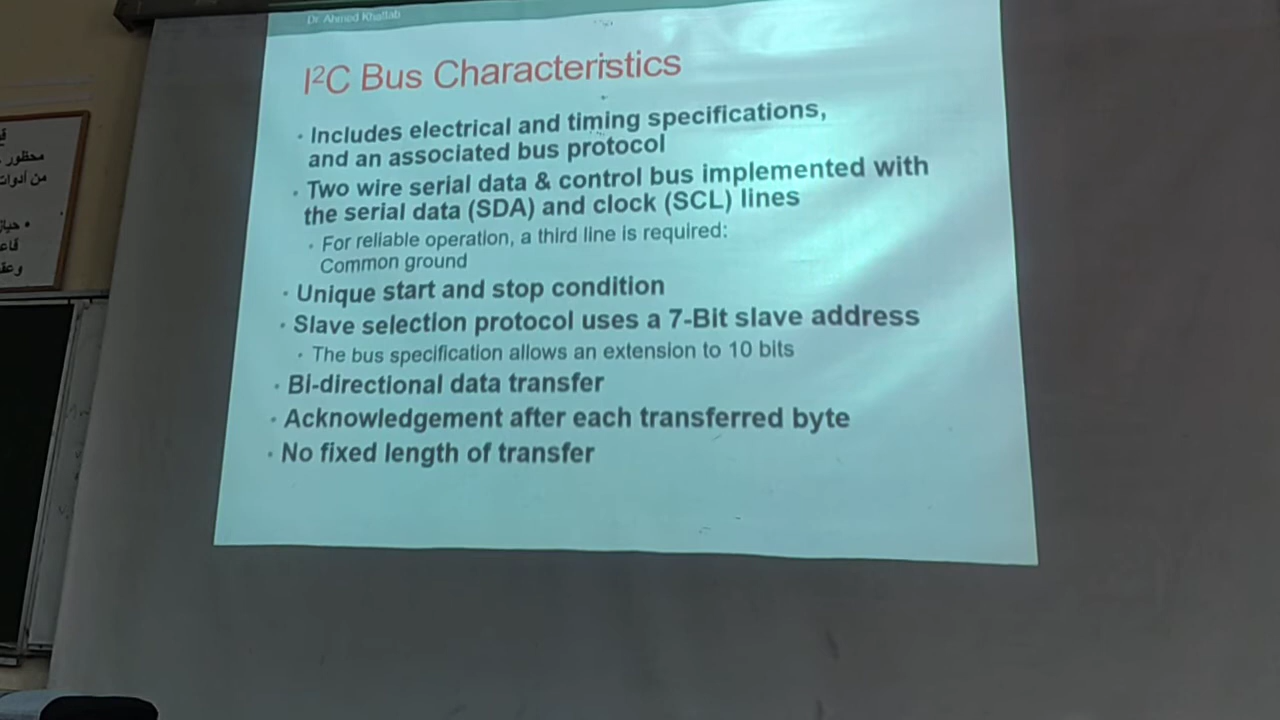 Dr. Ahmed Khattab
I²C Bus Characteristics
• Includes electrical and timing specifications,
and an associated bus protocol
• Two wire serial data & control bus implemented with
the serial data (SDA) and clock (SCL) lines
• For reliable operation, a third line is required:
Common ground
• Unique start and stop condition
• Slave selection protocol uses a 7-Bit slave address
• The bus specification allows an extension to 10 bits
• Bi-directional data transfer
• Acknowledgement after each transferred byte
• No fixed length of transfer
محظور
من أدوات